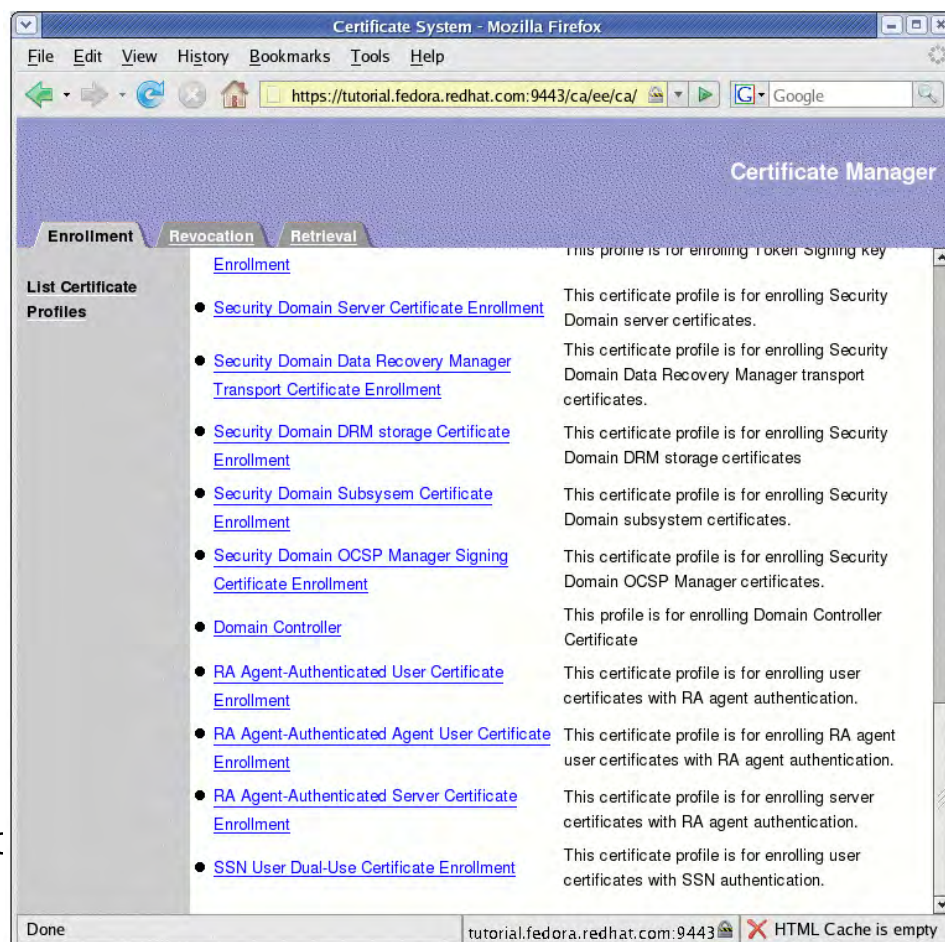 Certificate System - Mozilla Firefox
File Edit View History Bookmarks Tools Help
https://tutorial.fedora.redhat.com:9443/ca/ee/ca/
G Google
Certificate Manager
Enrollment Revocation Retrieval
List Certificate
Profiles
This profile is for enrolling Token Signing key
Enrollment
Security Domain Server Certificate Enrollment
This certificate profile is for enrolling Security
Domain server certificates.
Security Domain Data Recovery Manager
Transport Certificate Enrollment
This certificate profile is for enrolling Security
Domain Data Recovery Manager transport
certificates.
Security Domain DRM storage Certificate
Enrollment
This certificate profile is for enrolling Security
Domain DRM storage certificates
Security Domain Subsysem Certificate
Enrollment
This certificate profile is for enrolling Security
Domain subsystem certificates.
Security Domain OCSP Manager Signing
Certificate Enrollment
This certificate profile is for enrolling Security
Domain OCSP Manager certificates.
Domain Controller
This profile is for enrolling Domain Controller
Certificate
RA Agent-Authenticated User Certificate
Enrollment
This certificate profile is for enrolling user
certificates with RA agent authentication.
RA Agent-Authenticated Agent User Certificate
Enrollment
This certificate profile is for enrolling RA agent
user certificates with RA agent authentication.
RA Agent-Authenticated Server Certificate
Enrollment
This certificate profile is for enrolling server
certificates with RA agent authentication.
SSN User Dual-Use Certificate Enrollment
This certificate profile is for enrolling user
certificates with SSN authentication.
Done
tutorial.fedora.redhat.com:9443
HTML Cache is empty